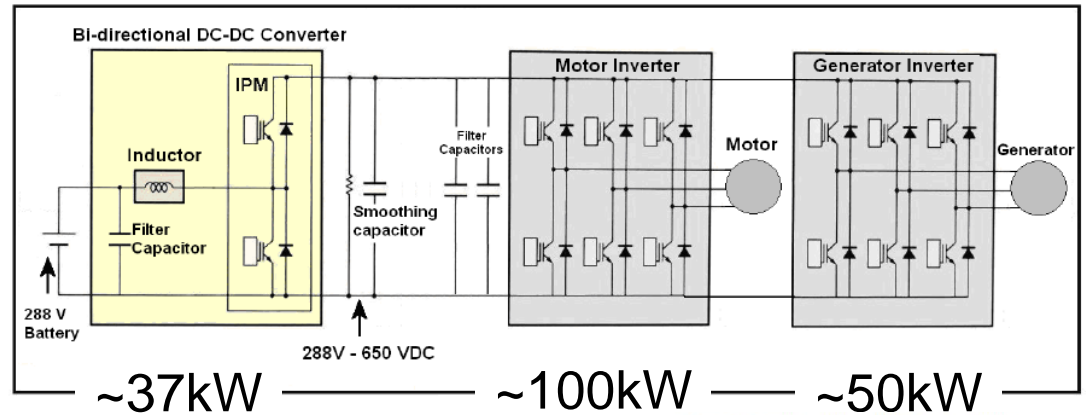 Bi-directional DC-DC Converter
IPM
Inductor
Filter
Capacitor
288 V
Battery
Smoothing
capacitor
288V - 650 VDC
Filter
Capacitors
Motor Inverter
Motor
Generator Inverter
Generator
~37kW
~100kW
~50kW